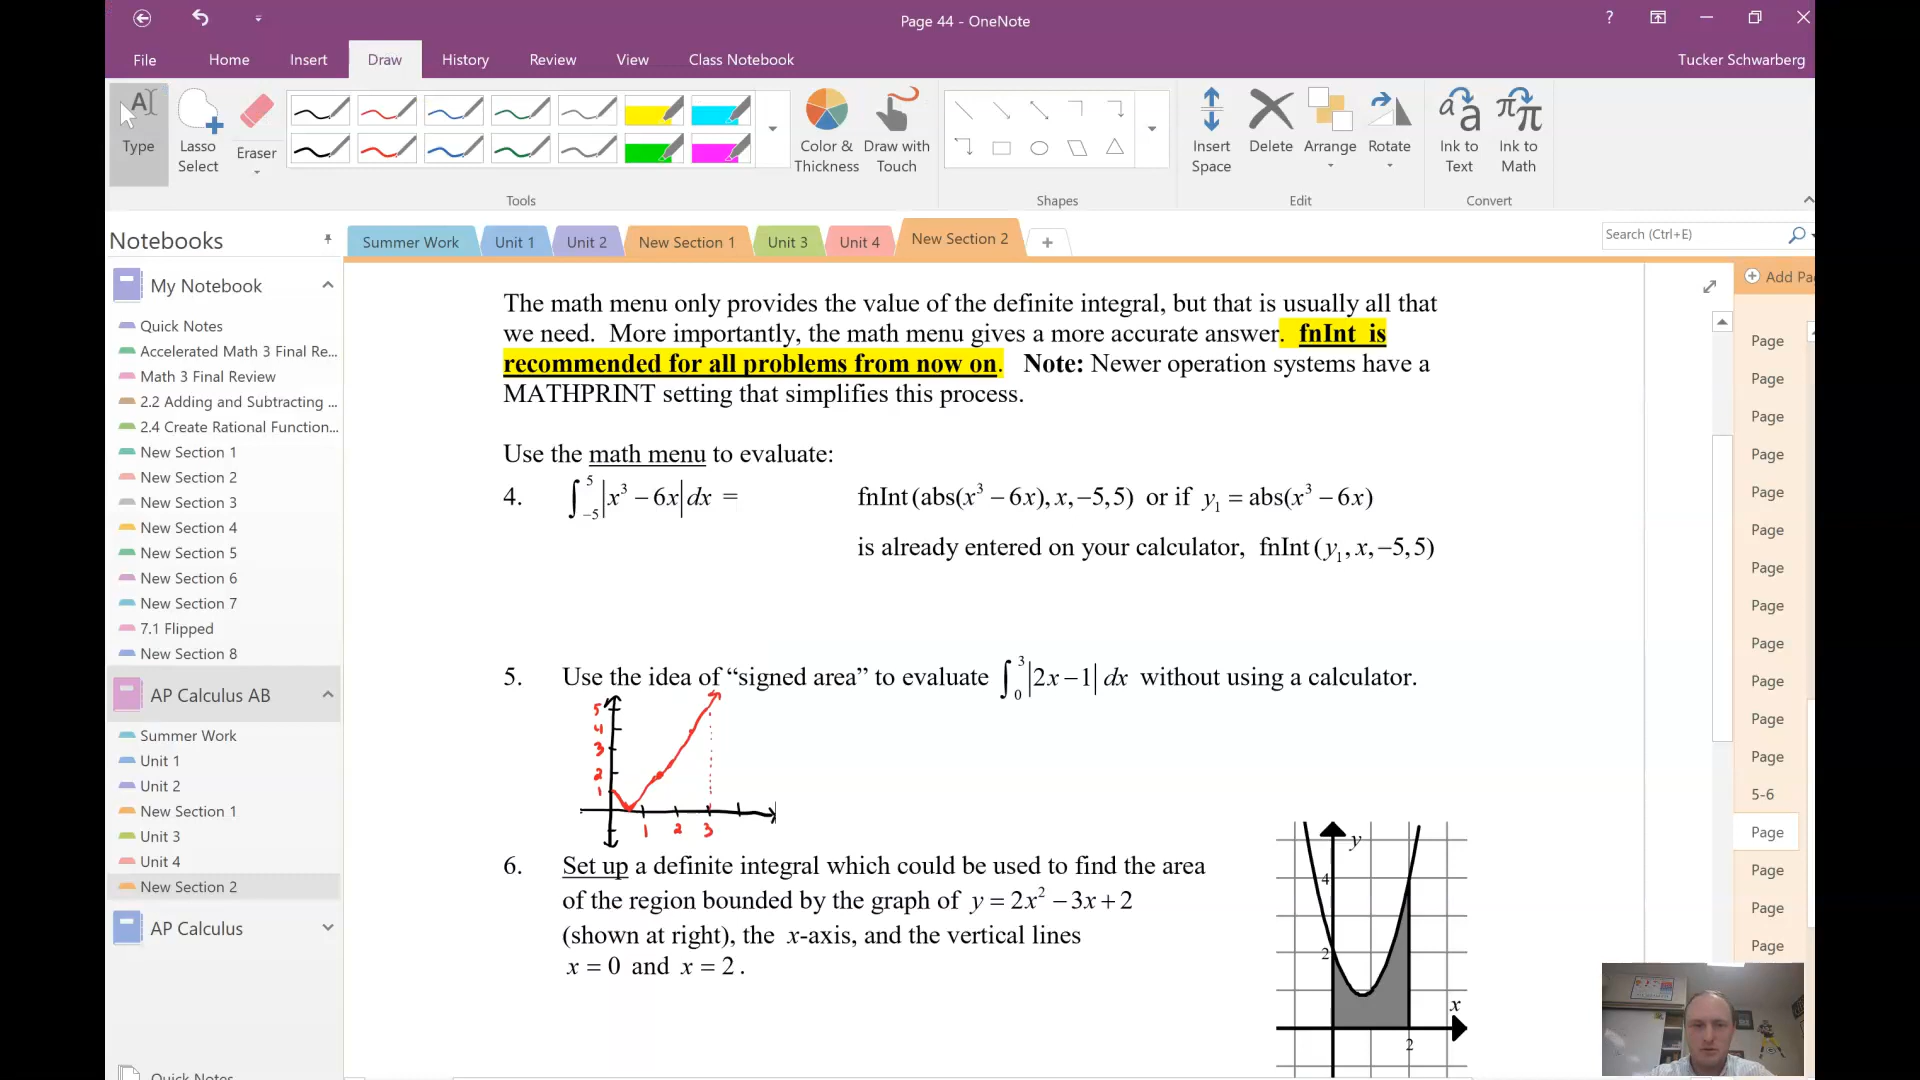 Page 44 - OneNote
?
Tucker Schwarberg
File Home Insert Draw History Review View Class Notebook
Type
Lasso Select
Eraser
Color & Thickness
Draw with Touch
Insert Space
Delete
Arrange
Rotate
Ink to Text
Ink to Math
Tools Shapes Edit Convert
Notebooks
Summer Work Unit 1 Unit 2 New Section 1 Unit 3 Unit 4 New Section 2 +
Search (Ctrl+E)
My Notebook
Quick Notes
Accelerated Math 3 Final Re...
Math 3 Final Review
2.2 Adding and Subtracting ...
2.4 Create Rational Function...
New Section 1
New Section 2
New Section 3
New Section 4
New Section 5
New Section 6
New Section 7
7.1 Flipped
New Section 8
AP Calculus AB
Summer Work
Unit 1
Unit 2
New Section 1
Unit 3
Unit 4
New Section 2
AP Calculus
Quick Notes
The math menu only provides the value of the definite integral, but that is usually all that
we need. More importantly, the math menu gives a more accurate answer. fnInt is
recommended for all problems from now on. Note: Newer operation systems have a
MATHPRINT setting that simplifies this process.
Use the math menu to evaluate:
4. ∫₋₅⁵ |x³ − 6x| dx = fnInt (abs(x³ − 6x), x, −5, 5) or if y₁ = abs(x³ − 6x)
is already entered on your calculator, fnInt (y₁, x, −5, 5)
5. Use the idea of “signed area” to evaluate ∫₀³ |2x − 1| dx without using a calculator.
5
4
3
2
1
1 2 3
6. Set up a definite integral which could be used to find the area
of the region bounded by the graph of y = 2x² − 3x + 2
(shown at right), the x-axis, and the vertical lines
x = 0 and x = 2.
y
4
2
x
2
Add Pa
Page
Page
Page
Page
Page
Page
Page
Page
Page
Page
Page
Page
5-6
Page
Page
Page
Page